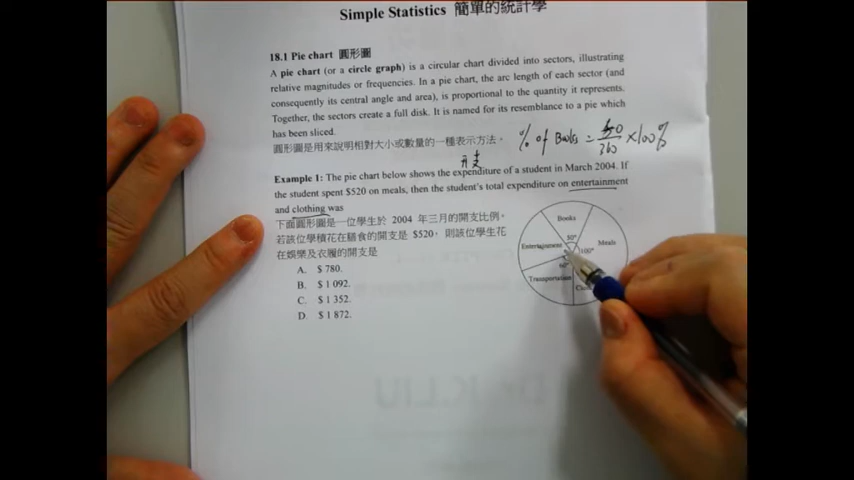 Simple Statistics 簡單的統計學
18.1 Pie chart 圓形圖
A pie chart (or a circle graph) is a circular chart divided into sectors, illustrating
relative magnitudes or frequencies. In a pie chart, the arc length of each sector (and
consequently its central angle and area), is proportional to the quantity it represents.
Together, the sectors create a full disk. It is named for its resemblance to a pie which
has been sliced.
圓形圖是用來說明相對大小或數量的一種表示方法。
% of Books = 50/360 ×100%
開支
Example 1: The pie chart below shows the expenditure of a student in March 2004. If
the student spent $520 on meals, then the student's total expenditure on entertainment
and clothing was
下面圓形圖是一位學生於 2004 年三月的開支比例。
若該位學積花在膳食的開支是 $520，則該位學生花
在娛樂及衣履的開支是
A. $ 780.
B. $ 1 092.
C. $ 1 352.
D. $ 1 872.
Books
50°
Entertainment
Meals
100°
60°
Transportation